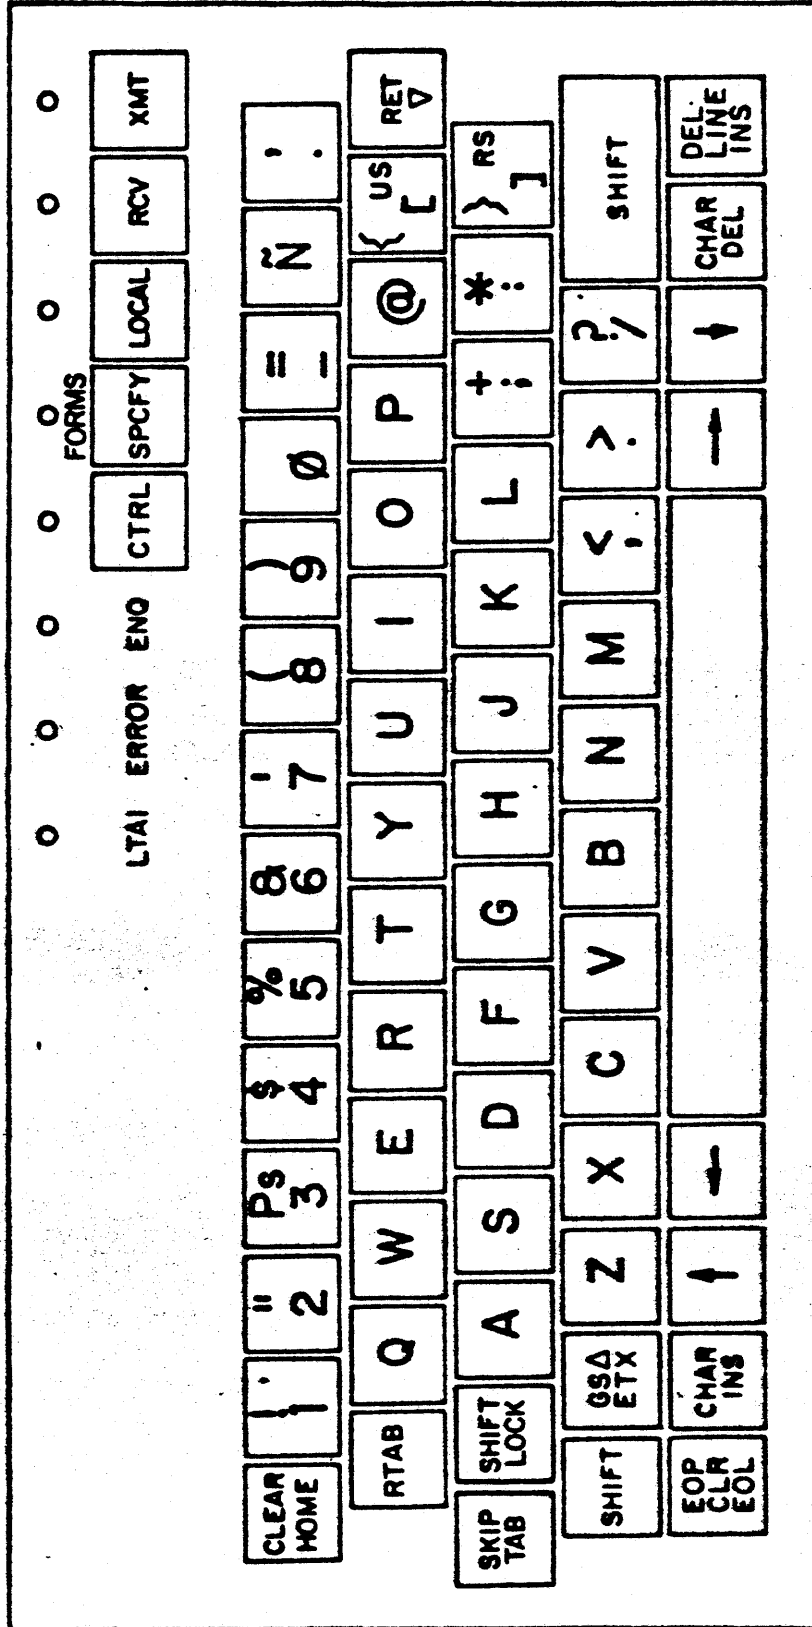 FORMS
LTAI ERROR ENQ CTRL SPCFY LOCAL RCV XMT
CLEAR HOME ! 1 " 2 Ps 3 $ 4 % 5 & 6 ' 7 ( 8 ) 9 Ø = – Ñ , .
RTAB Q W E R T Y U I O P @ { US [ RET ▽
SKIP TAB SHIFT LOCK A S D F G H J K L + ; * : } RS ]
SHIFT GS△ ETX Z X C V B N M < , > . ? / SHIFT
EOP CLR EOL CHAR INS ↑ ← → ↓ CHAR DEL DEL LINE INS